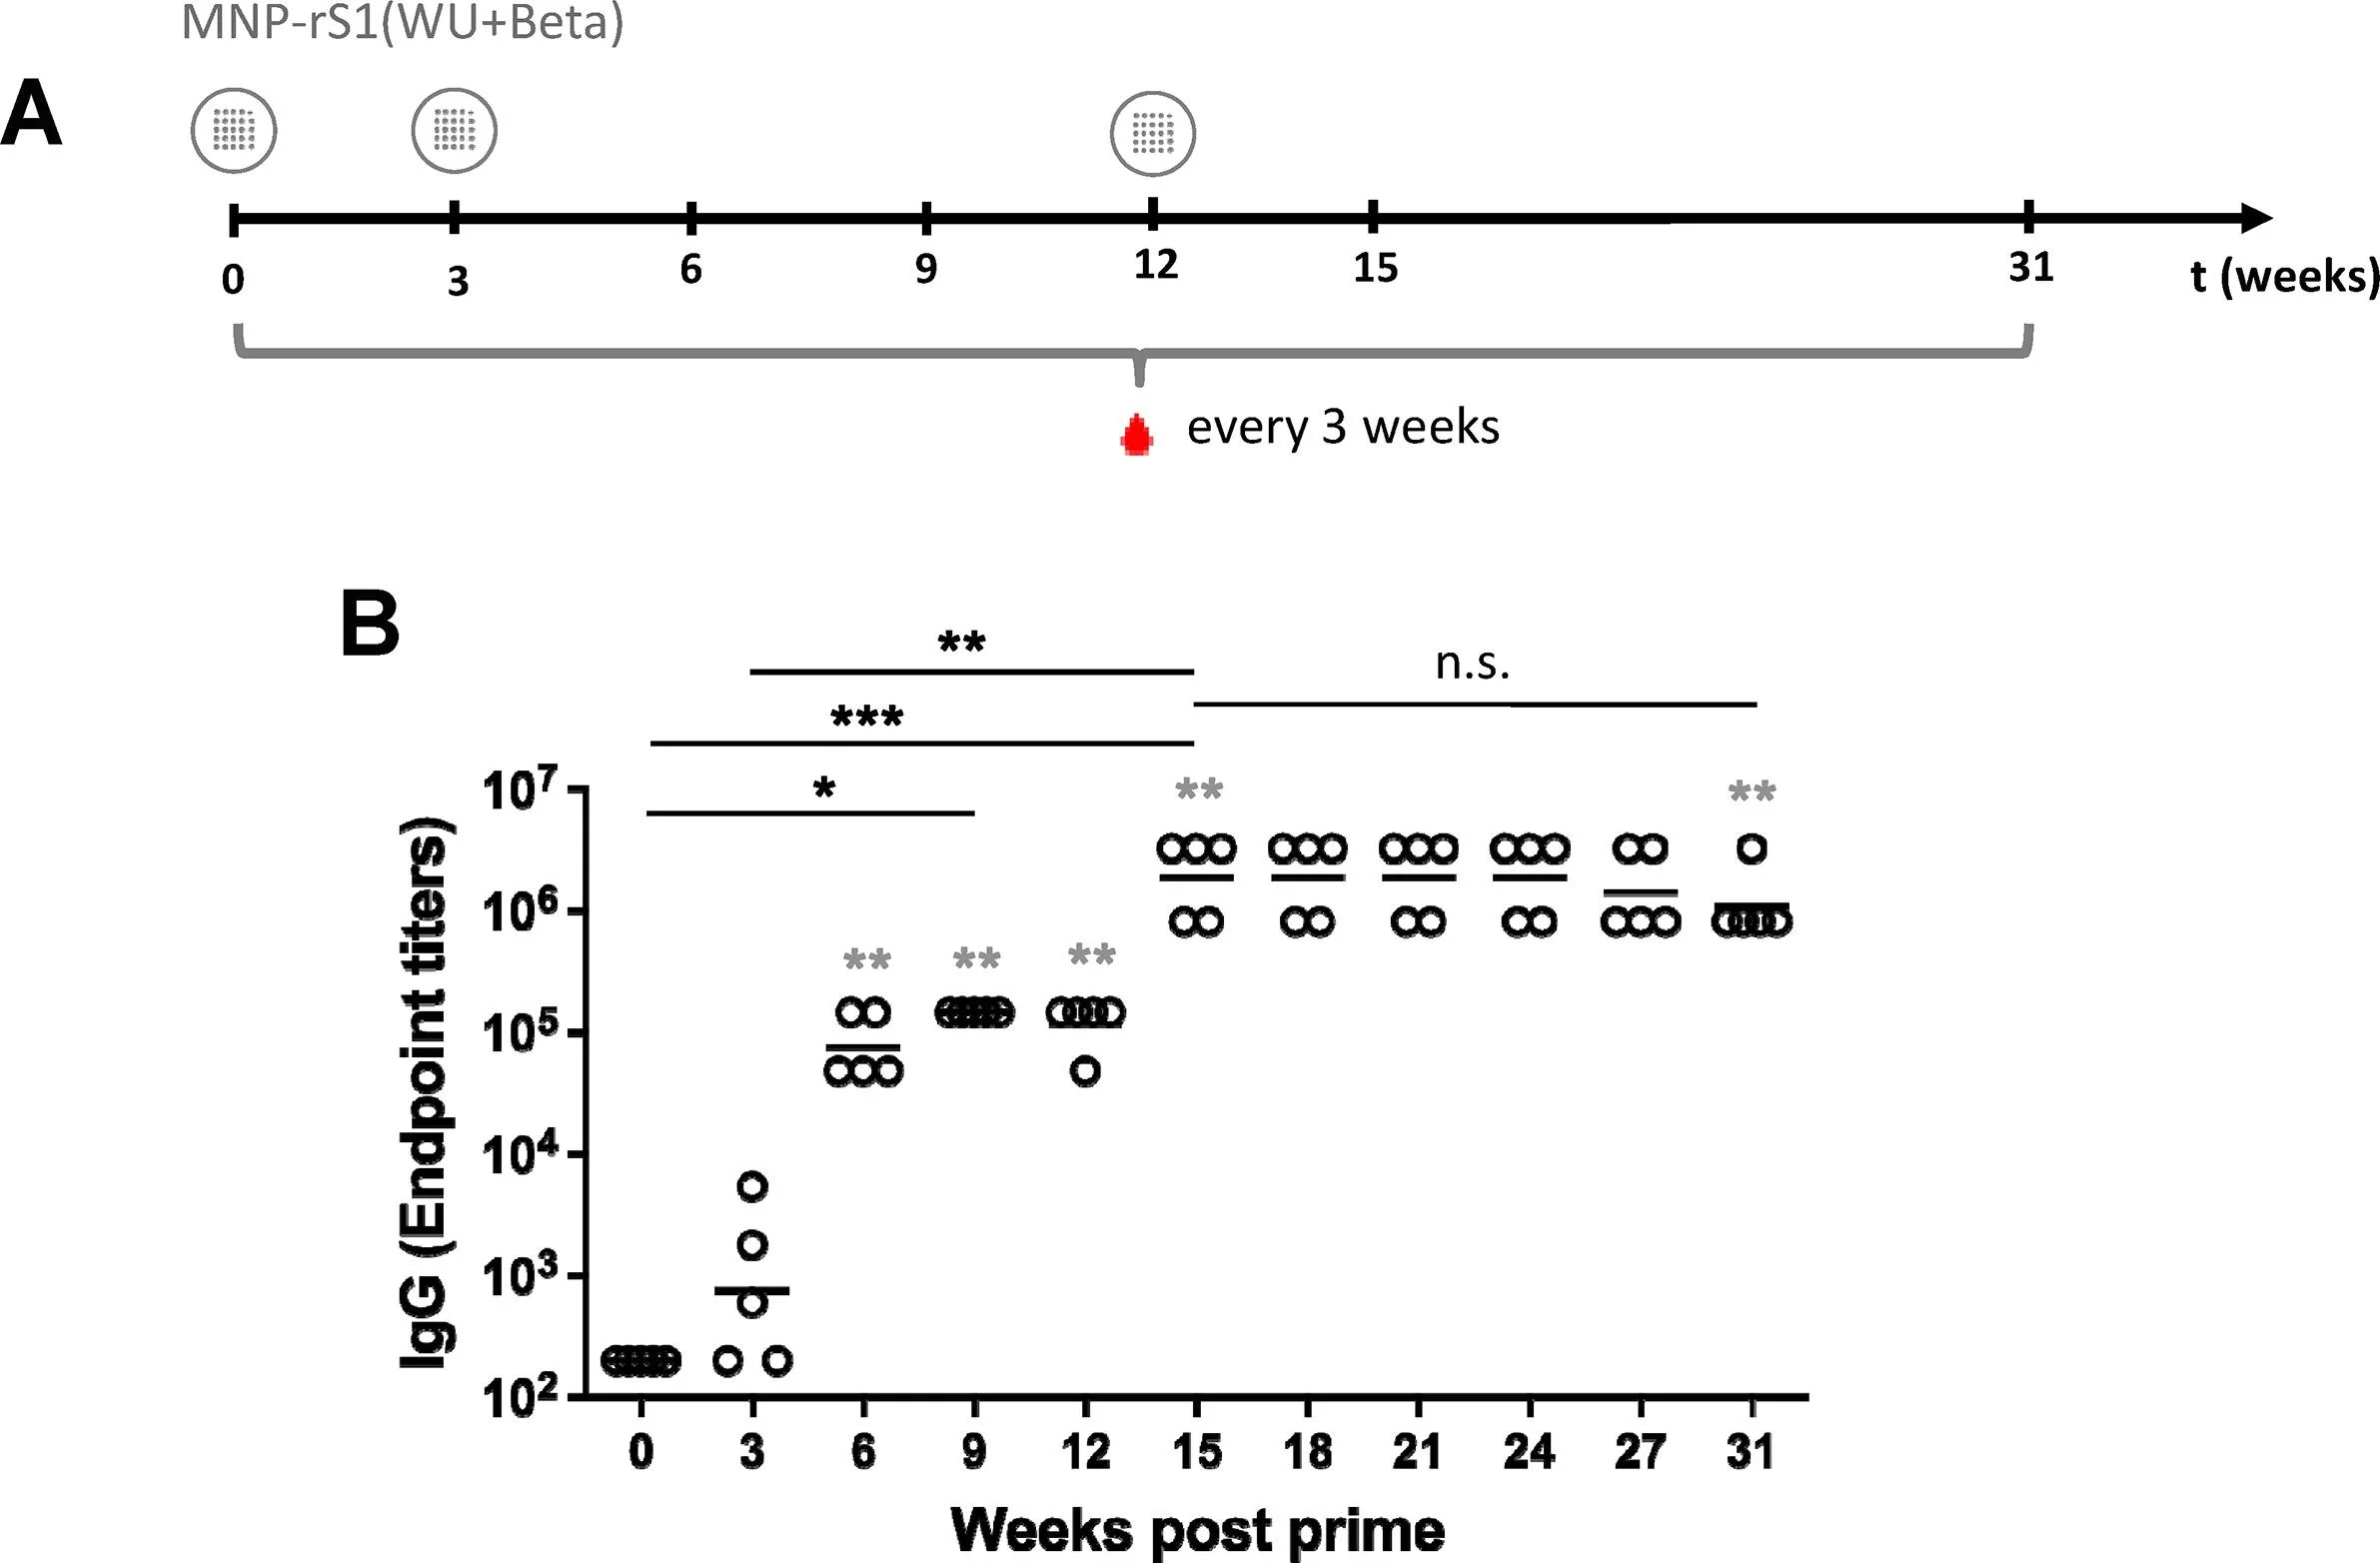 MNP-rS1(WU+Beta)
A
0 3 6 9 12 15 31 t (weeks)
every 3 weeks
B
**
n.s.
***
*
10⁷
** **
10⁶
** ** **
10⁵
10⁴
10³
10²
IgG (Endpoint titers)
0 3 6 9 12 15 18 21 24 27 31
Weeks post prime